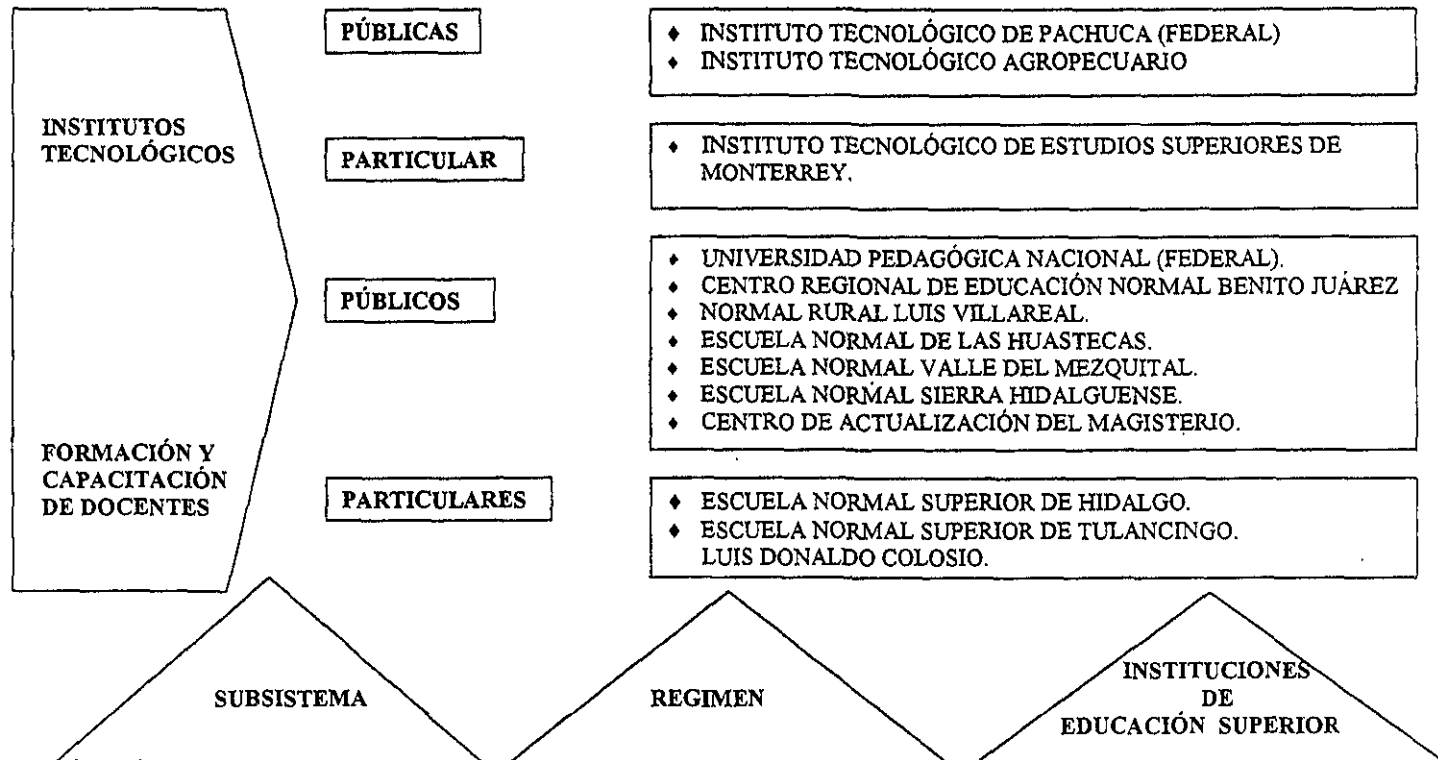 PÚBLICAS
♦ INSTITUTO TECNOLÓGICO DE PACHUCA (FEDERAL)
♦ INSTITUTO TECNOLÓGICO AGROPECUARIO
INSTITUTOS
TECNOLÓGICOS
PARTICULAR
♦ INSTITUTO TECNOLÓGICO DE ESTUDIOS SUPERIORES DE
MONTERREY.
PÚBLICOS
♦ UNIVERSIDAD PEDAGÓGICA NACIONAL (FEDERAL).
♦ CENTRO REGIONAL DE EDUCACIÓN NORMAL BENITO JUÁREZ
♦ NORMAL RURAL LUIS VILLAREAL.
♦ ESCUELA NORMAL DE LAS HUASTECAS.
♦ ESCUELA NORMAL VALLE DEL MEZQUITAL.
♦ ESCUELA NORMAL SIERRA HIDALGUENSE.
♦ CENTRO DE ACTUALIZACIÓN DEL MAGISTERIO.
FORMACIÓN Y
CAPACITACIÓN
DE DOCENTES
PARTICULARES
♦ ESCUELA NORMAL SUPERIOR DE HIDALGO.
♦ ESCUELA NORMAL SUPERIOR DE TULANCINGO.
LUIS DONALDO COLOSIO.
SUBSISTEMA
REGIMEN
INSTITUCIONES
DE
EDUCACIÓN SUPERIOR